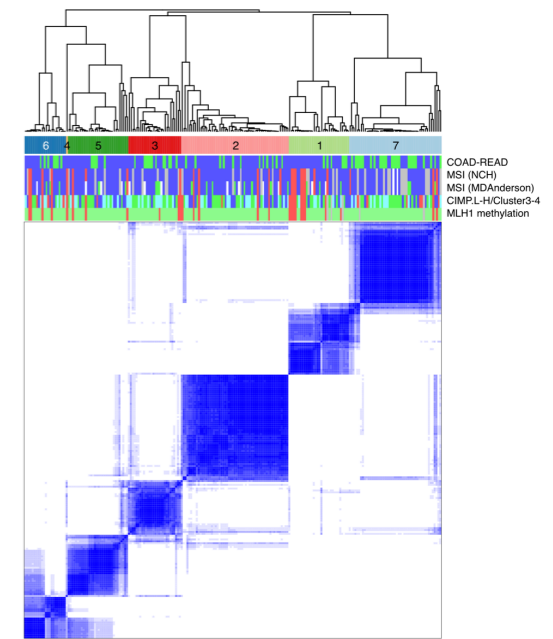 6 4 5 3 2 1 7
COAD-READ
MSI (NCH)
MSI (MDAnderson)
CIMP.L-H/Cluster3-4
MLH1 methylation